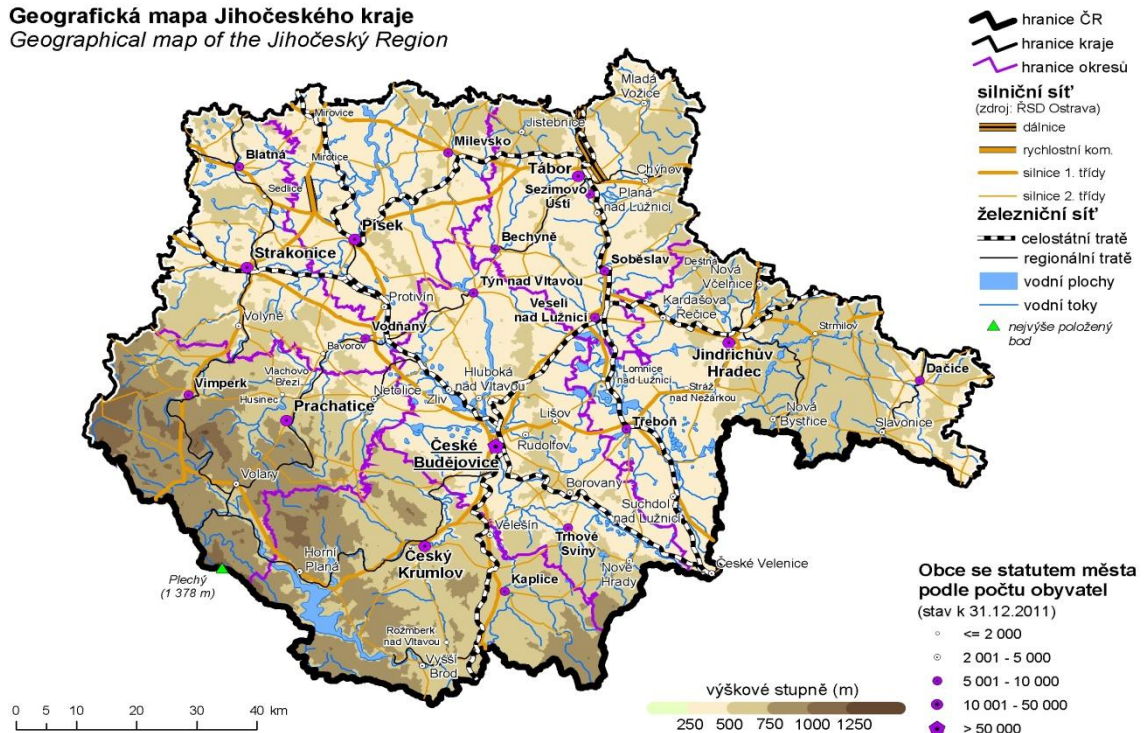 Geografická mapa Jihočeského kraje
Geographical map of the Jihočeský Region
hranice ČR
hranice kraje
hranice okresů
silniční síť
(zdroj: ŘSD Ostrava)
dálnice
rychlostní kom.
silnice 1. třídy
silnice 2. třídy
železniční síť
celostátní tratě
regionální tratě
vodní plochy
vodní toky
nejvýše položený
bod
Mladá
Vožice
Mirovice
Jistebnice
Milevsko
Blatná
Mirotice
Tábor
Chýnov
Sedlice
Sezimovo
Ústí
Planá
nad Lužnicí
Písek
Bechyně
Strakonice
Soběslav
Deštná
Nová
Včelnice
Týn nad Vltavou
Protivín
Veselí
nad Lužnicí
Kardašova
Řečice
Volyně
Vodňany
Strmilov
Bavorov
Jindřichův
Hradec
Vlachovo
Březí
Hluboká
nad Vltavou
Lomnice
nad Lužnicí
Dačice
Vimperk
Husinec
Netolice
Zliv
Stráž
nad Nežárkou
Prachatice
Lišov
Nová
Bystřice
Slavonice
Třeboň
České
Budějovice
Rudolfov
Volary
Borovany
Suchdol
nad Lužnicí
Velešín
Trhové
Sviny
Český
Krumlov
Horní
Planá
Nové
Hrady
České Velenice
Plechý
(1 378 m)
Kaplice
Rožmberk
nad Vltavou
Vyšší
Brod
Obce se statutem města
podle počtu obyvatel
(stav k 31.12.2011)
<= 2 000
2 001 - 5 000
5 001 - 10 000
10 001 - 50 000
> 50 000
výškové stupně (m)
250 500 750 1000 1250
0 5 10 20 30 40 km